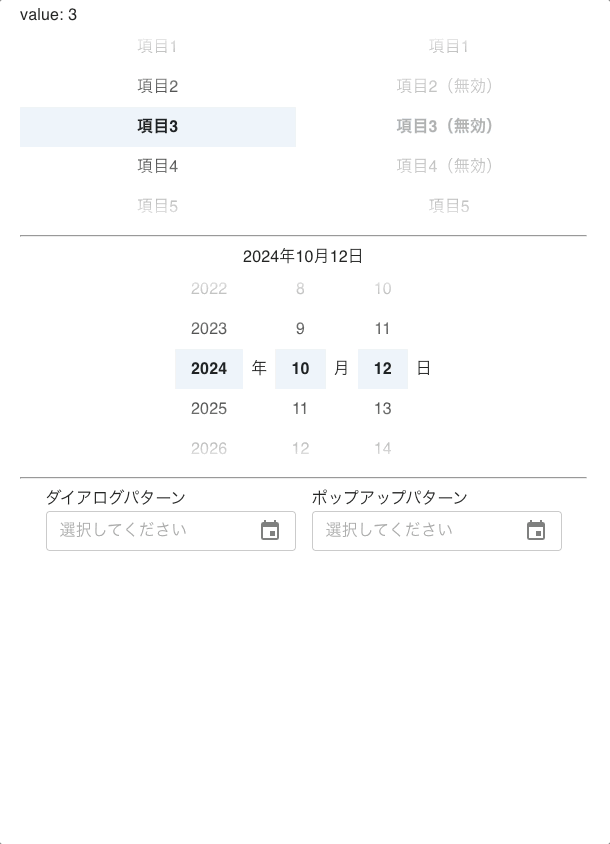 value: 3
項目1 項目1
項目2 項目2（無効）
項目3 項目3（無効）
項目4 項目4（無効）
項目5 項目5
2024年10月12日
2022 8 10
2023 9 11
2024 年 10 月 12 日
2025 11 13
2026 12 14
ダイアログパターン ポップアップパターン
選択してください 選択してください